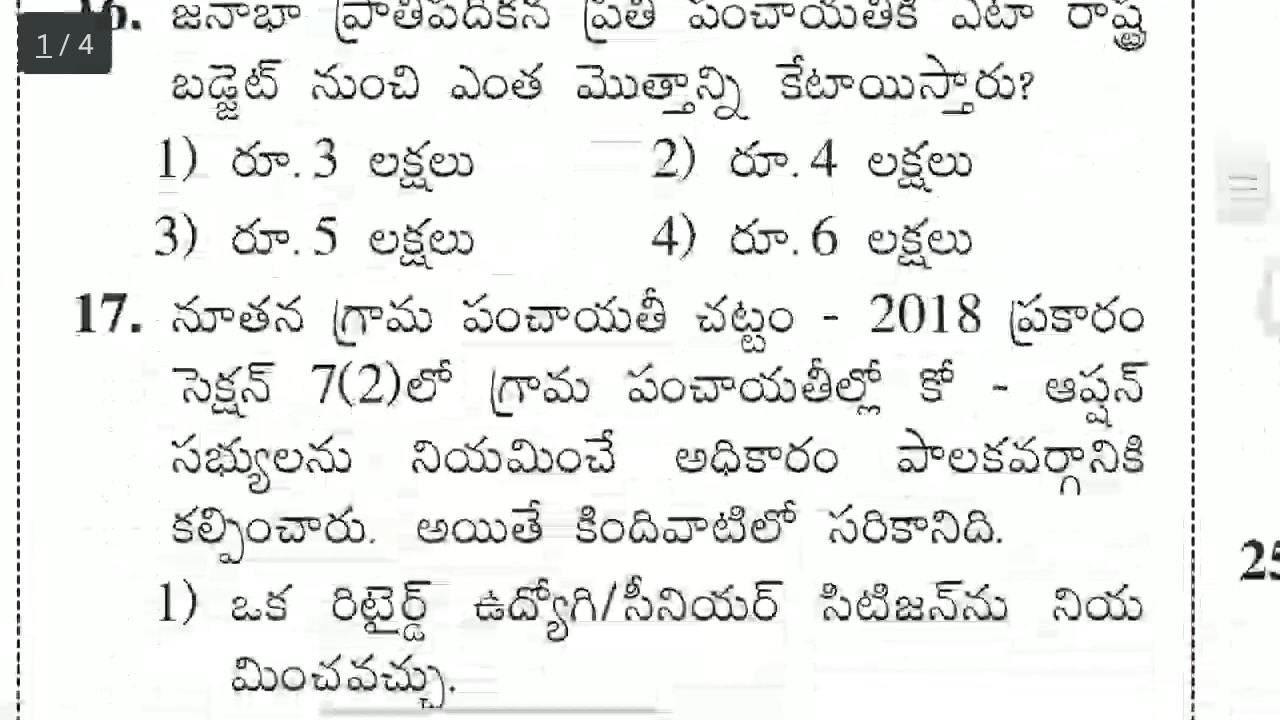 1 / 4
16. జనాభా ప్రాతిపదికన ప్రతి పంచాయతీకి ఏటా రాష్ట్ర
బడ్జెట్ నుంచి ఎంత మొత్తాన్ని కేటాయిస్తారు?
1) రూ. 3 లక్షలు 2) రూ. 4 లక్షలు
3) రూ. 5 లక్షలు 4) రూ. 6 లక్షలు
17. నూతన గ్రామ పంచాయతీ చట్టం - 2018 ప్రకారం
సెక్షన్ 7(2)లో గ్రామ పంచాయతీల్లో కో - ఆప్షన్
సభ్యులను నియమించే అధికారం పాలకవర్గానికి
కల్పించారు. అయితే కిందివాటిలో సరికానిది.
1) ఒక రిటైర్డ్ ఉద్యోగి/సీనియర్ సిటిజన్‌ను నియ
మించవచ్చు.
25